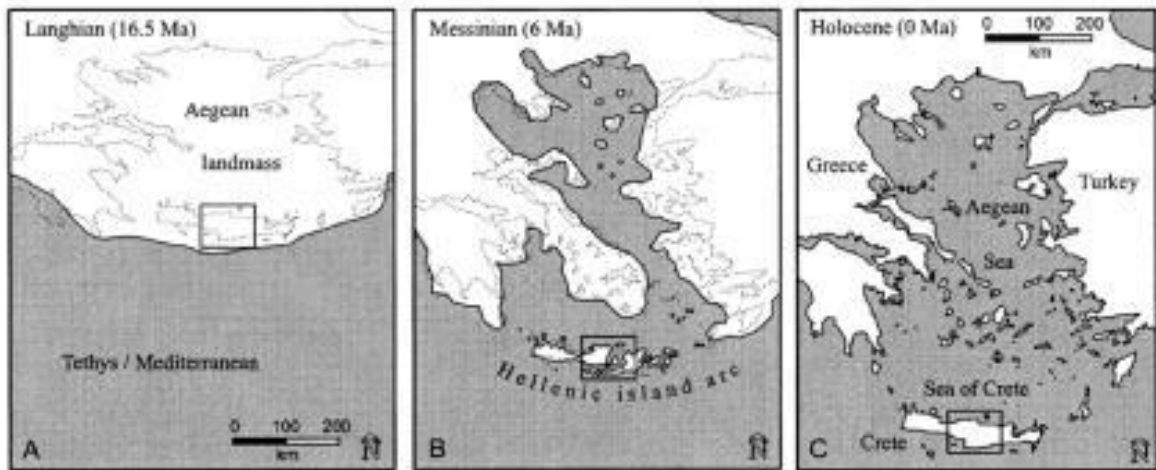 Langhian (16.5 Ma)
Aegean
landmass
Tethys / Mediterranean
0 100 200
km
A
N
Messinian (6 Ma)
Hellenic island arc
B
N
Holocene (0 Ma)
0 100 200
km
Greece
Turkey
Aegean
Sea
Sea of Crete
Crete
C
N